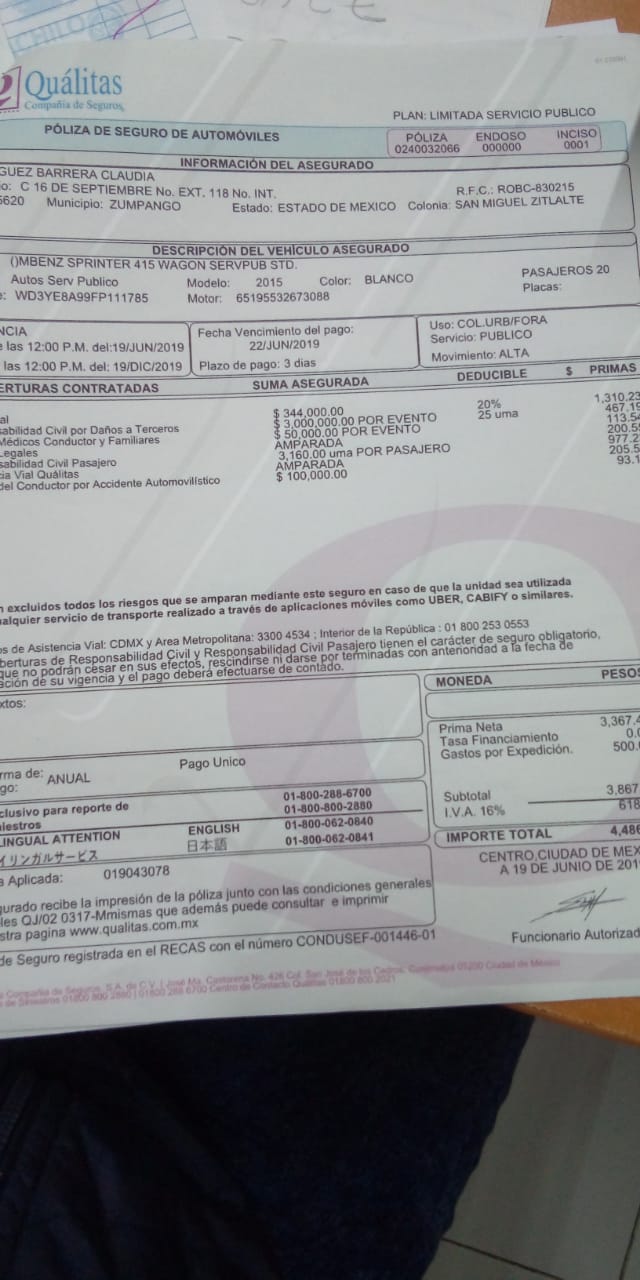 Quálitas
Compañía de Seguros
PLAN: LIMITADA SERVICIO PUBLICO
PÓLIZA DE SEGURO DE AUTOMÓVILES
PÓLIZA ENDOSO INCISO
0240032066 000000 0001
INFORMACIÓN DEL ASEGURADO
GUEZ BARRERA CLAUDIA
io: C 16 DE SEPTIEMBRE No. EXT. 118 No. INT. R.F.C.: ROBC-830215
5620 Municipio: ZUMPANGO Estado: ESTADO DE MEXICO Colonia: SAN MIGUEL ZITLALTE
DESCRIPCIÓN DEL VEHÍCULO ASEGURADO
()MBENZ SPRINTER 415 WAGON SERVPUB STD.
Autos Serv Publico Modelo: 2015 Color: BLANCO PASAJEROS 20
e: WD3YE8A99FP111785 Motor: 65195532673088 Placas:
NCIA
e las 12:00 P.M. del:19/JUN/2019
las 12:00 P.M. del: 19/DIC/2019
Fecha Vencimiento del pago:
22/JUN/2019
Plazo de pago: 3 dias
Uso: COL.URB/FORA
Servicio: PUBLICO
Movimiento: ALTA
ERTURAS CONTRATADAS SUMA ASEGURADA DEDUCIBLE $ PRIMAS
al $ 344,000.00 20% 1,310.23
sabilidad Civil por Daños a Terceros $ 3,000,000.00 POR EVENTO 25 uma 467.19
Médicos Conductor y Familiares $ 50,000.00 POR EVENTO 113.54
Legales AMPARADA 200.5
sabilidad Civil Pasajero 3,160.00 uma POR PASAJERO 977.2
cia Vial Quálitas AMPARADA 205.5
del Conductor por Accidente Automovilístico $ 100,000.00 93.1
n excluidos todos los riesgos que se amparan mediante este seguro en caso de que la unidad sea utilizada
ualquier servicio de transporte realizado a través de aplicaciones móviles como UBER, CABIFY o similares.
os de Asistencia Vial: CDMX y Area Metropolitana: 3300 4534 ; Interior de la República : 01 800 253 0553
berturas de Responsabilidad Civil y Responsabilidad Civil Pasajero tienen el carácter de seguro obligatorio,
que no podrán cesar en sus efectos, rescindirse ni darse por terminadas con anterioridad a la fecha de
ación de su vigencia y el pago deberá efectuarse de contado.
xtos:
MONEDA PESOS
Prima Neta 3,367.4
Tasa Financiamiento 0.0
Gastos por Expedición. 500.0
Subtotal 3,867
I.V.A. 16% 618
IMPORTE TOTAL 4,486
rma de: ANUAL Pago Unico
go:
clusivo para reporte de 01-800-288-6700
niestros 01-800-800-2880
LINGUAL ATTENTION ENGLISH 01-800-062-0840
イリンガルサービス 日本語 01-800-062-0841
a Aplicada: 019043078
gurado recibe la impresión de la póliza junto con las condiciones generales
les QJ/02 0317-Mmismas que además puede consultar e imprimir
stra pagina www.qualitas.com.mx
de Seguro registrada en el RECAS con el número CONDUSEF-001446-01
CENTRO,CIUDAD DE MEX
A 19 DE JUNIO DE 201
Funcionario Autorizad
Compañía de Seguros, S.A. de C.V.